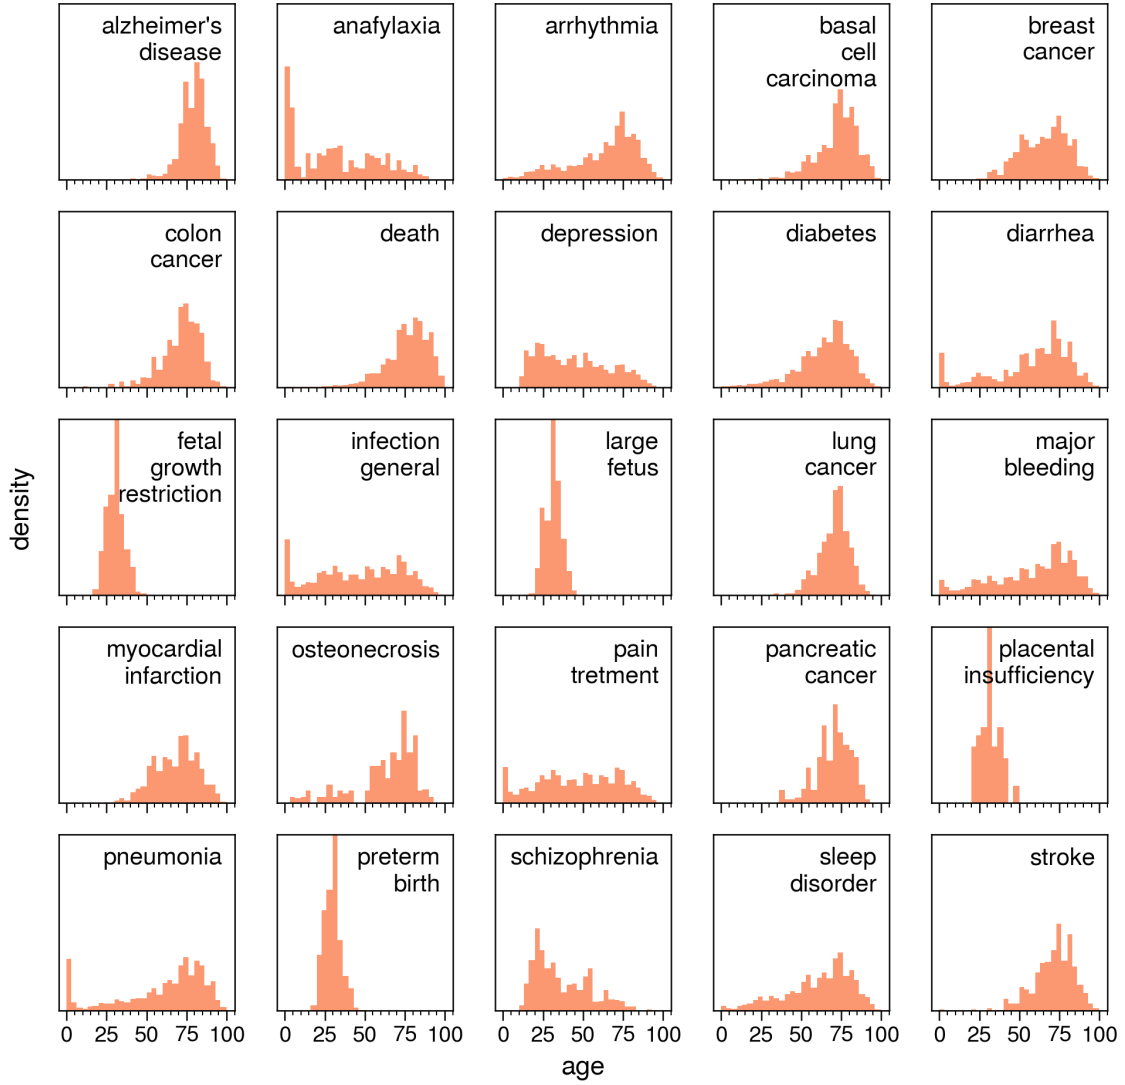 alzheimer's
disease
anafylaxia
arrhythmia
basal
cell
carcinoma
breast
cancer
colon
cancer
death
depression
diabetes
diarrhea
fetal
growth
restriction
infection
general
large
fetus
lung
cancer
major
bleeding
density
myocardial
infarction
osteonecrosis
pain
tretment
pancreatic
cancer
placental
insufficiency
pneumonia
preterm
birth
schizophrenia
sleep
disorder
stroke
0 25 50 75 100
0 25 50 75 100
0 25 50 75 100
0 25 50 75 100
0 25 50 75 100
age